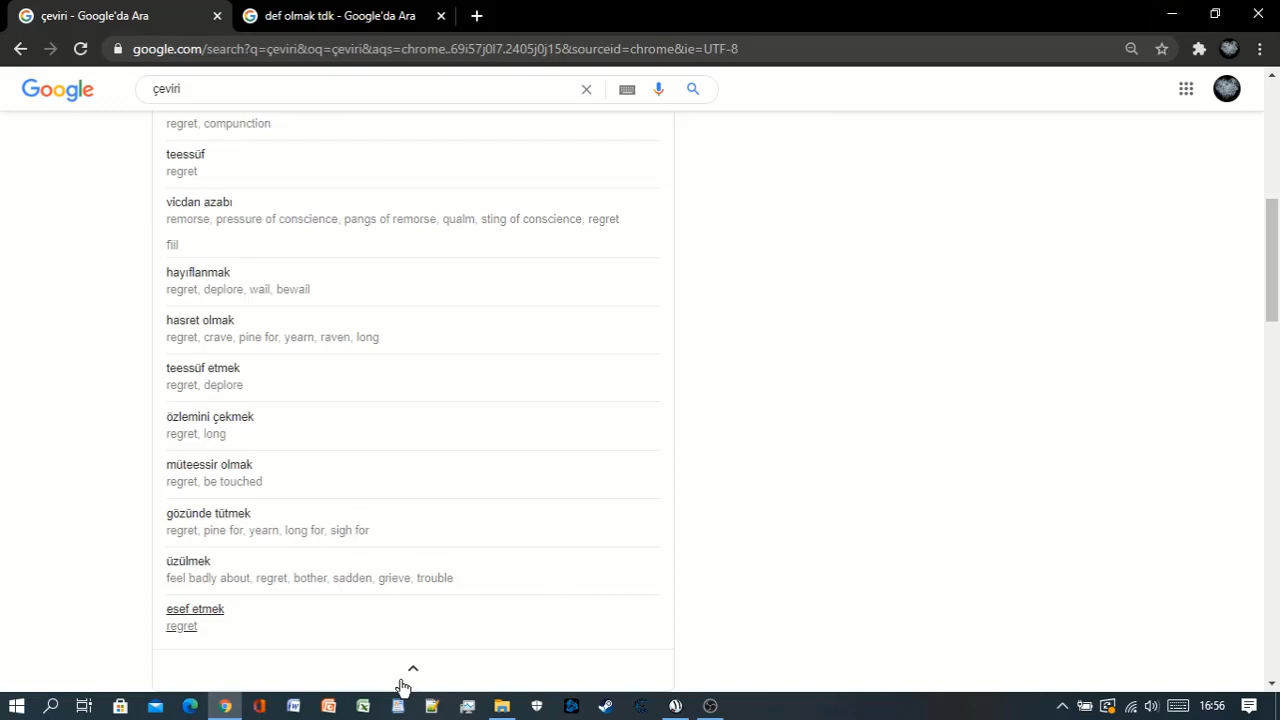 çeviri - Google'da Ara
def olmak tdk - Google'da Ara
google.com/search?q=çeviri&oq=çeviri&aqs=chrome..69i57j0l7.2405j0j15&sourceid=chrome&ie=UTF-8
Google
çeviri
regret, compunction
teessüf
regret
vicdan azabı
remorse, pressure of conscience, pangs of remorse, qualm, sting of conscience, regret
fiil
hayıflanmak
regret, deplore, wail, bewail
hasret olmak
regret, crave, pine for, yearn, raven, long
teessüf etmek
regret, deplore
özlemini çekmek
regret, long
müteessir olmak
regret, be touched
gözünde tütmek
regret, pine for, yearn, long for, sigh for
üzülmek
feel badly about, regret, bother, sadden, grieve, trouble
esef etmek
regret
16:56